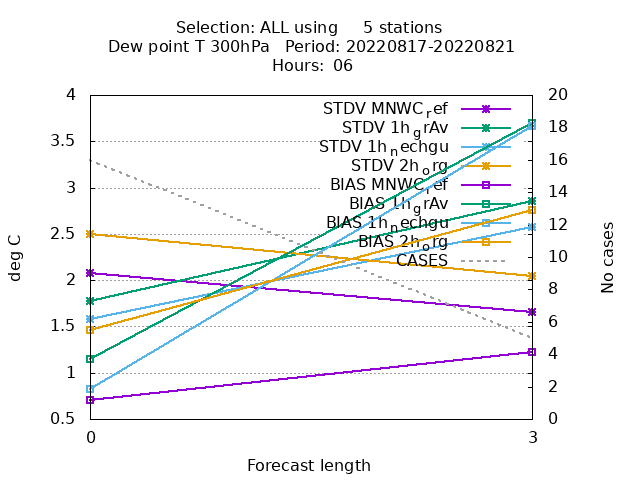 Selection: ALL using     5 stations
Dew point T 300hPa   Period: 20220817-20220821
Hours: 06
4
3.5
3
2.5
2
1.5
1
0.5
deg C
20
18
16
14
12
10
8
6
4
2
0
No cases
STDV MNWC_ref
STDV 1h_grAv
STDV 1h_nechgu
STDV 2h_org
BIAS MNWC_ref
BIAS 1h_grAv
BIAS 1h_nechgu
BIAS 2h_org
CASES
0
3
Forecast length